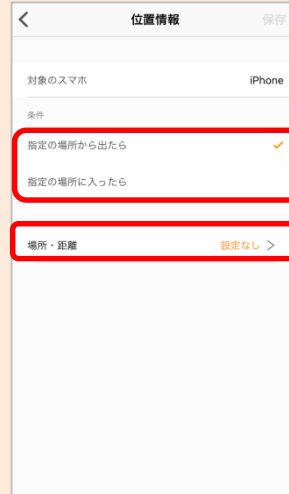 位置情報 保存
対象のスマホ iPhone
条件
指定の場所から出たら
指定の場所に入ったら
場所・距離 設定なし